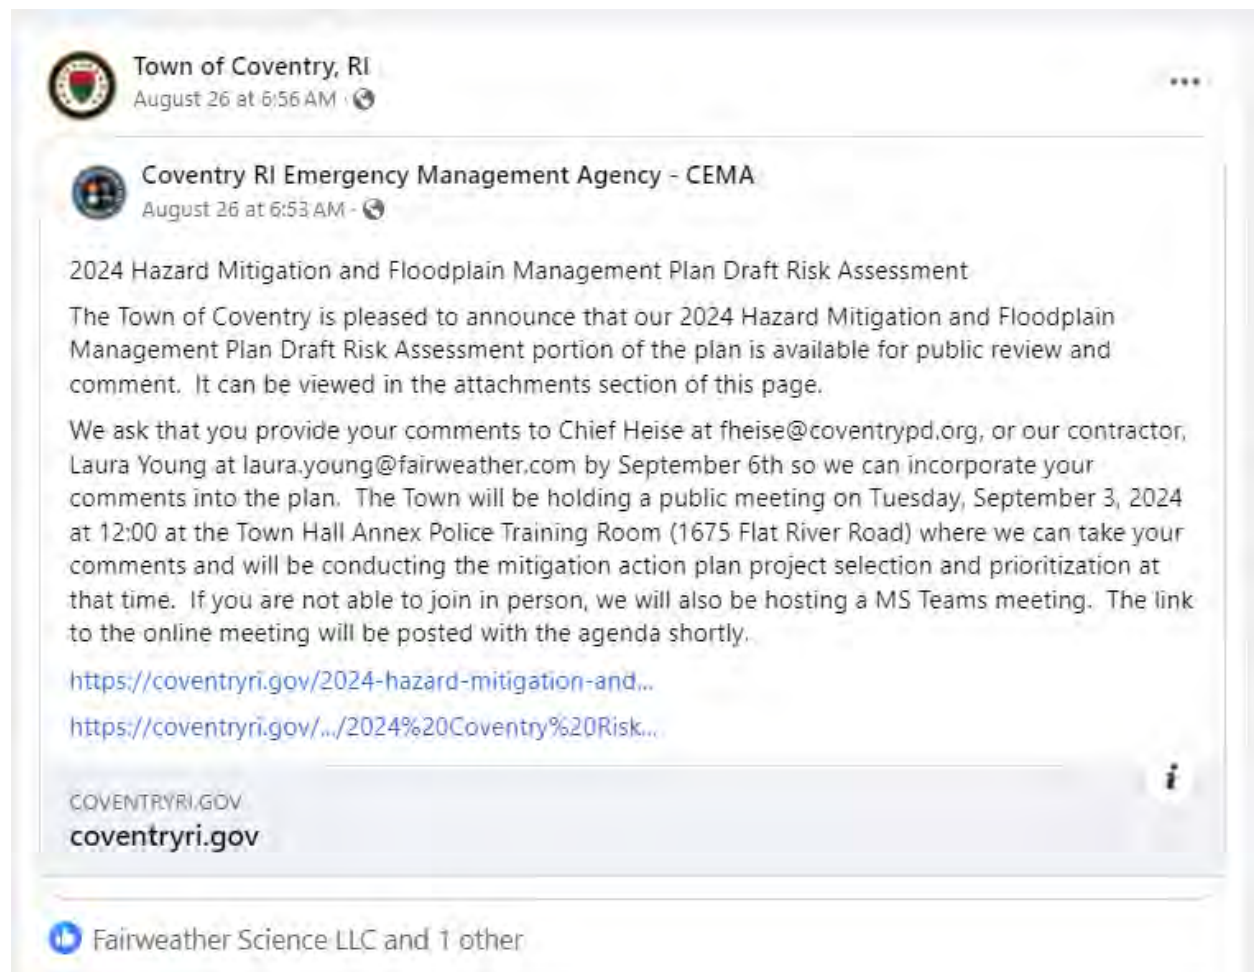 Town of Coventry, RI
August 26 at 6:56 AM ·
Coventry RI Emergency Management Agency - CEMA
August 26 at 6:53 AM ·
2024 Hazard Mitigation and Floodplain Management Plan Draft Risk Assessment
The Town of Coventry is pleased to announce that our 2024 Hazard Mitigation and Floodplain
Management Plan Draft Risk Assessment portion of the plan is available for public review and
comment.  It can be viewed in the attachments section of this page.
We ask that you provide your comments to Chief Heise at fheise@coventrypd.org, or our contractor,
Laura Young at laura.young@fairweather.com by September 6th so we can incorporate your
comments into the plan.  The Town will be holding a public meeting on Tuesday, September 3, 2024
at 12:00 at the Town Hall Annex Police Training Room (1675 Flat River Road) where we can take your
comments and will be conducting the mitigation action plan project selection and prioritization at
that time.  If you are not able to join in person, we will also be hosting a MS Teams meeting.  The link
to the online meeting will be posted with the agenda shortly.
https://coventryri.gov/2024-hazard-mitigation-and...
https://coventryri.gov/.../2024%20Coventry%20Risk...
COVENTRYRI.GOV
coventryri.gov
i
Fairweather Science LLC and 1 other